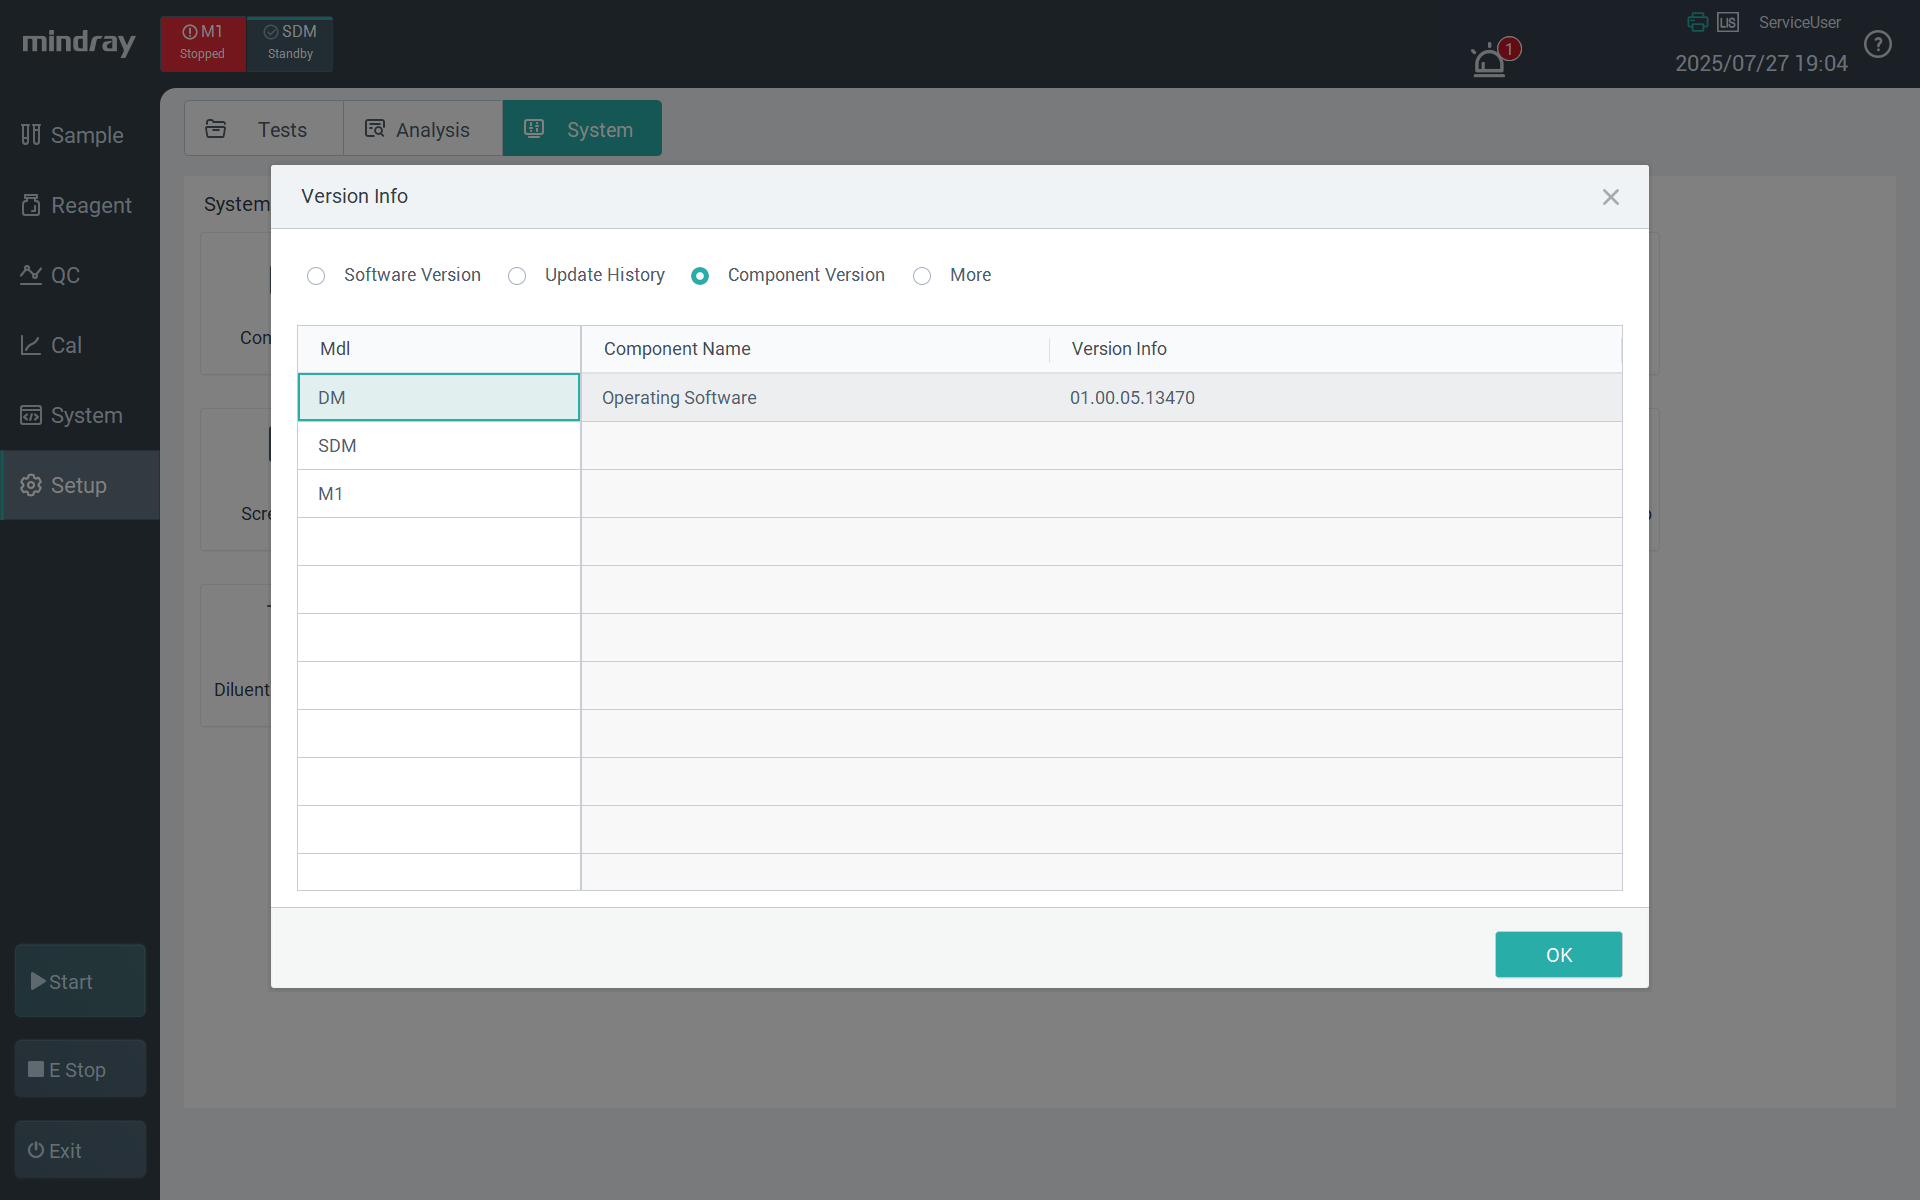 mindray
M1
Stopped
SDM
Standby
1
LIS
ServiceUser
2025/07/27 19:04
?
Sample
Reagent
QC
Cal
System
Setup
Start
E Stop
Exit
Tests
Analysis
System
System
Con
Scre
Diluent
Version Info
Software Version
Update History
Component Version
More
Mdl
Component Name
Version Info
DM
Operating Software
01.00.05.13470
SDM
M1
OK